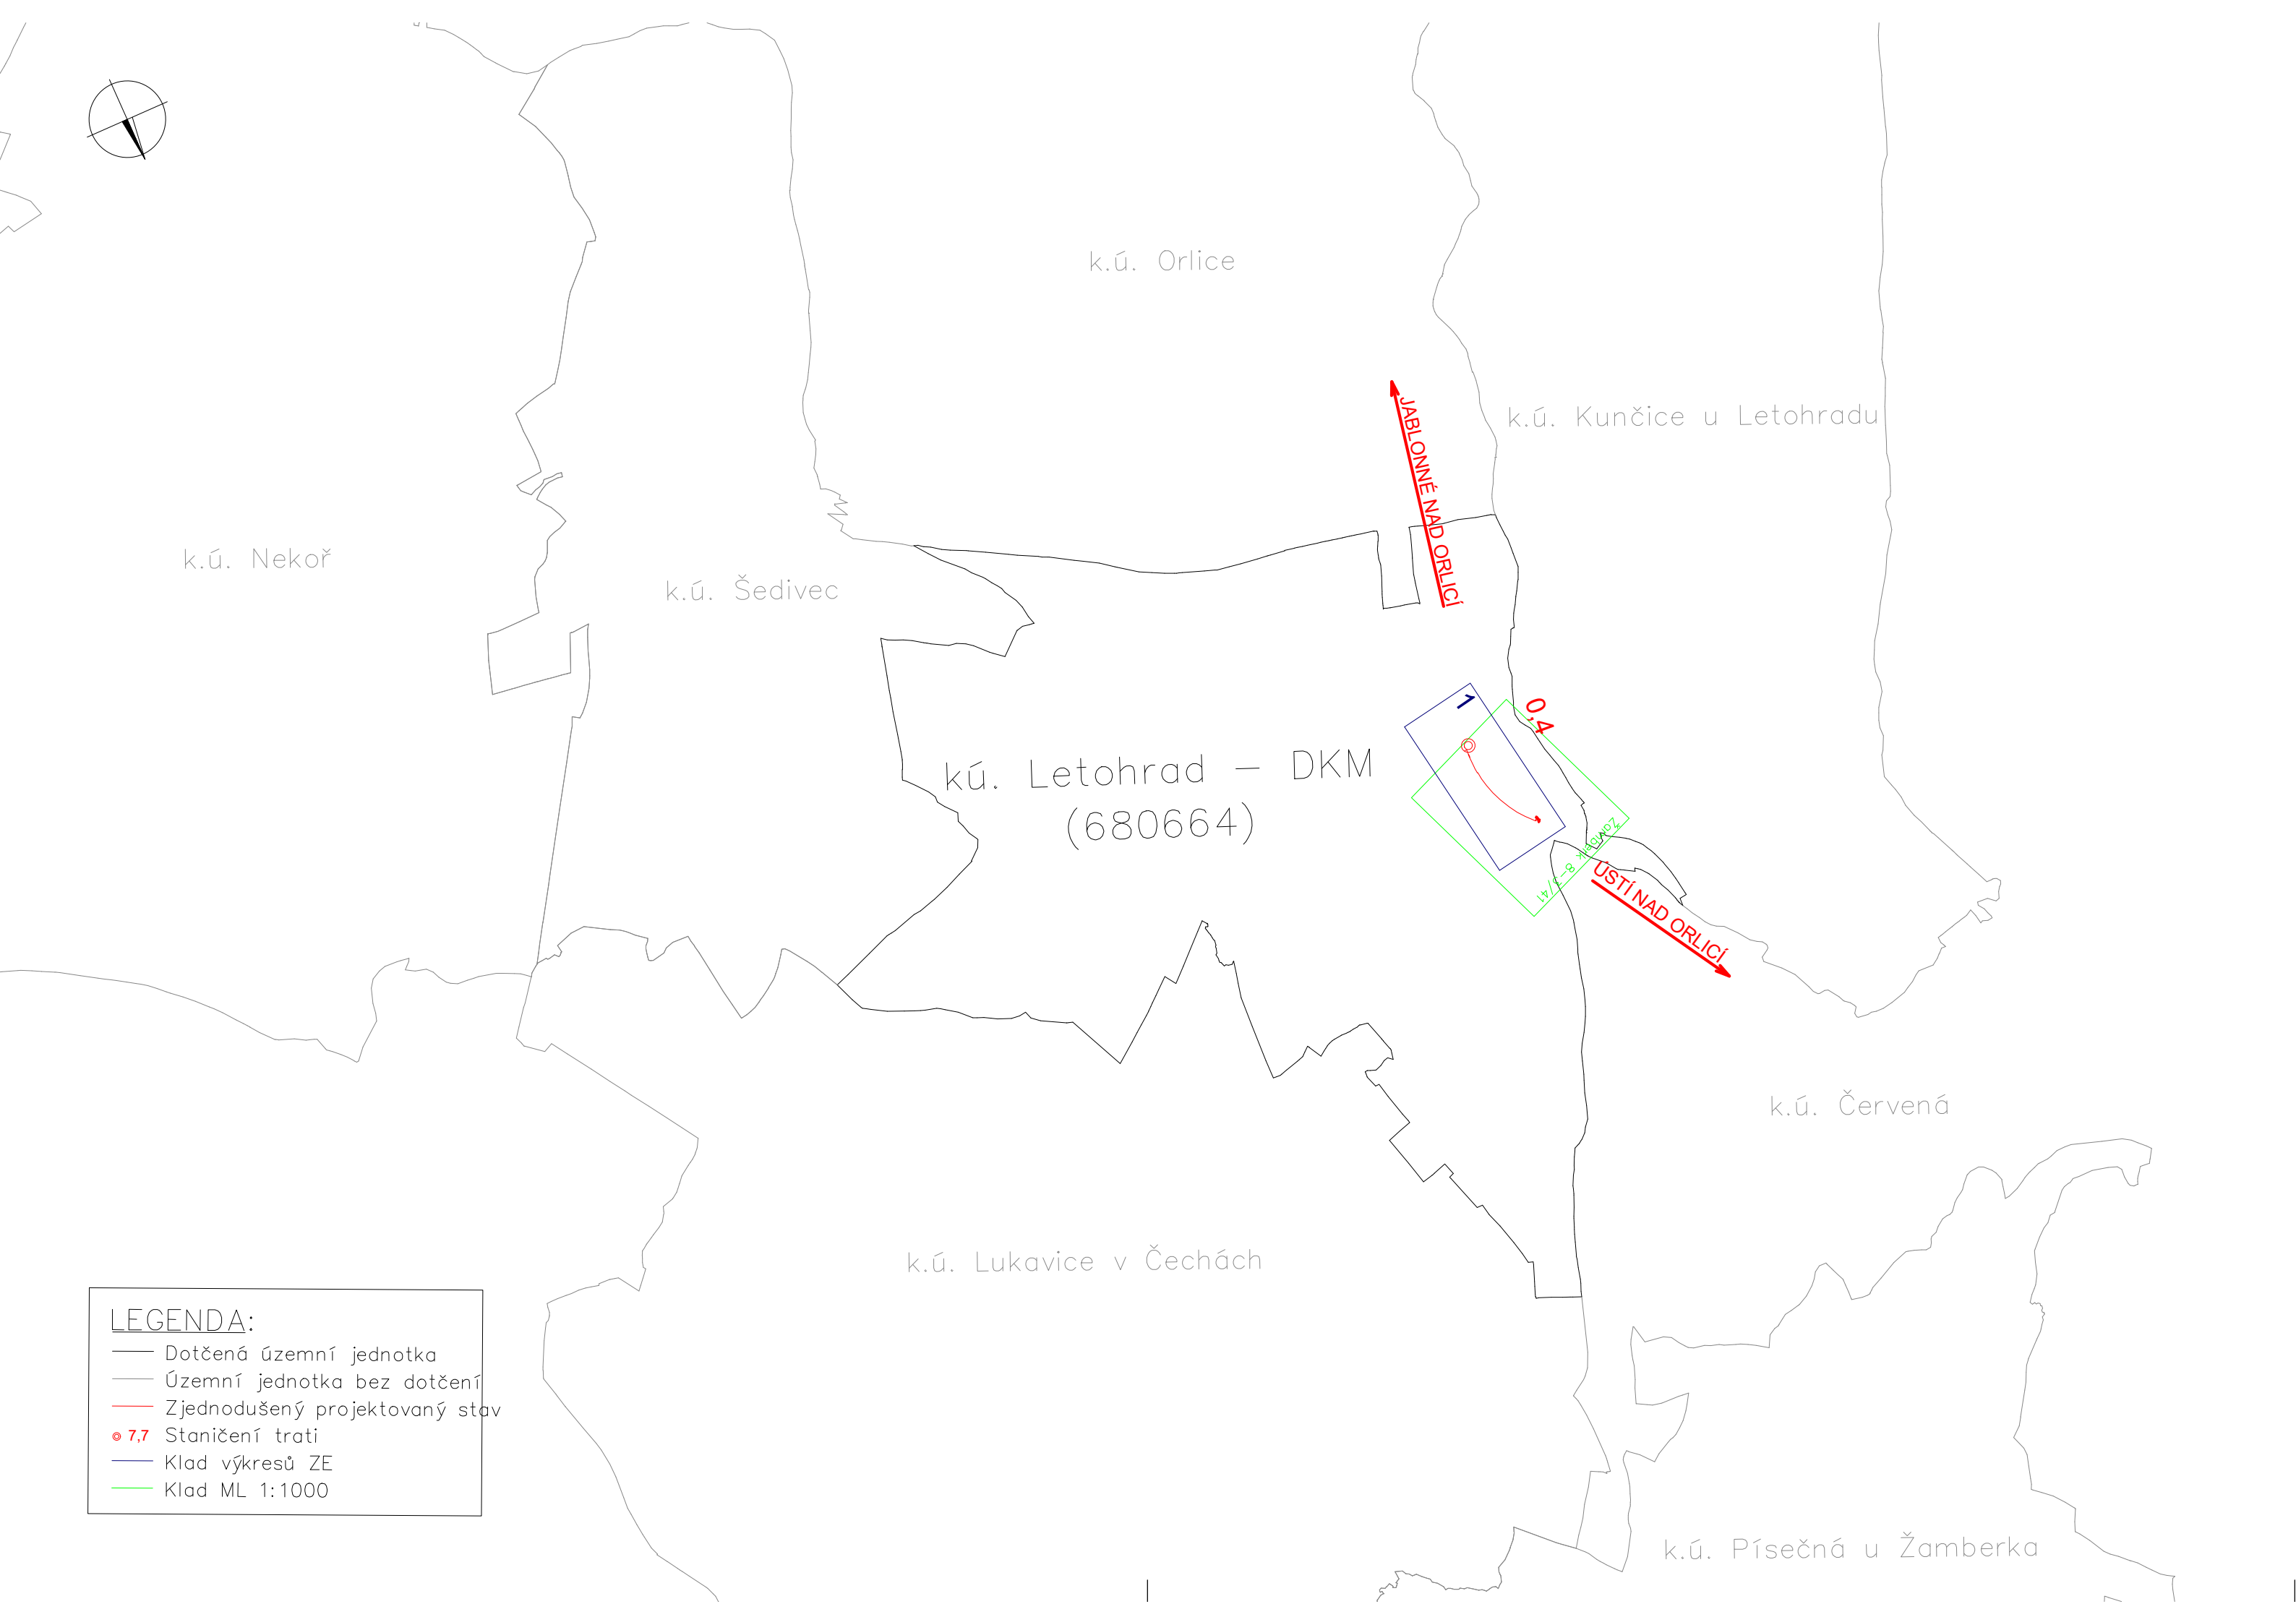 k.ú. Orlice
k.ú. Kunčice u Letohradu
JABLONNÉ NAD ORLICÍ
k.ú. Nekoř
k.ú. Šedivec
1
0,4
kú. Letohrad – DKM
(680664)
ÚSTÍ NAD ORLICÍ
k.ú. Červená
k.ú. Lukavice v Čechách
LEGENDA:
Dotčená územní jednotka
Územní jednotka bez dotčení
Zjednodušený projektovaný stav
7,7 Staničení trati
Klad výkresů ZE
Klad ML 1:1000
k.ú. Písečná u Žamberka